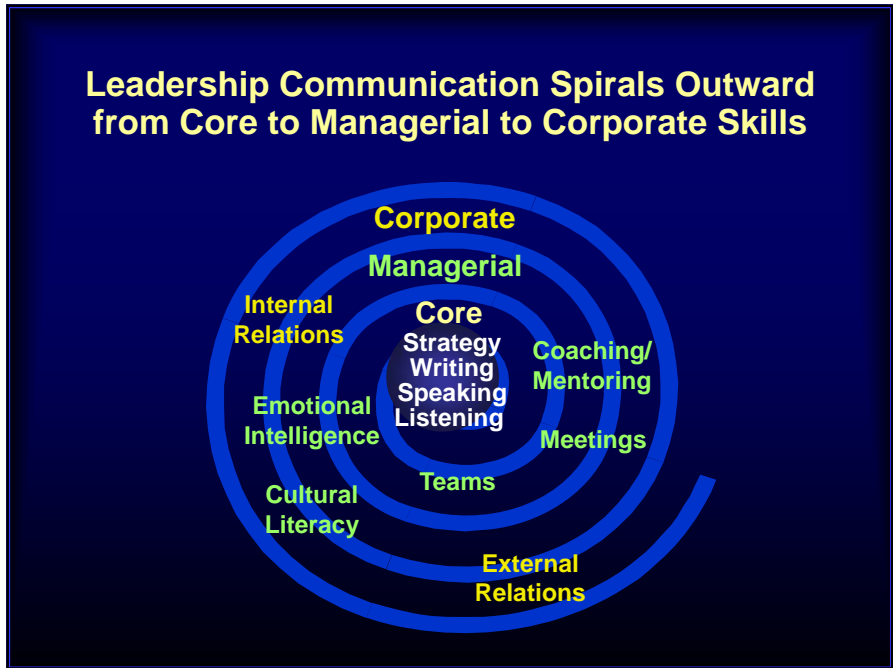 Leadership Communication Spirals Outward
from Core to Managerial to Corporate Skills
Corporate
Managerial
Internal
Relations
Core
Strategy
Writing
Speaking
Listening
Coaching/
Mentoring
Emotional
Intelligence
Meetings
Teams
Cultural
Literacy
External
Relations